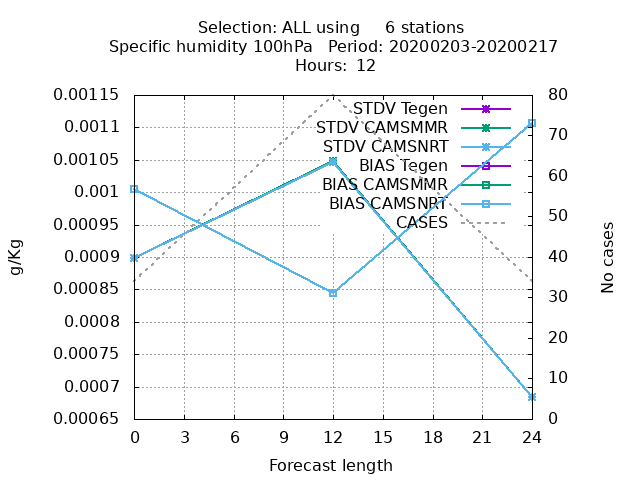 Selection: ALL using     6 stations
Specific humidity 100hPa   Period: 20200203-20200217
Hours: 12
0.00115
0.0011
0.00105
0.001
0.00095
0.0009
0.00085
0.0008
0.00075
0.0007
0.00065
g/Kg
STDV Tegen
STDV CAMSMMR
STDV CAMSNRT
BIAS Tegen
BIAS CAMSMMR
BIAS CAMSNRT
CASES
80
70
60
50
40
30
20
10
0
No cases
0 3 6 9 12 15 18 21 24
Forecast length